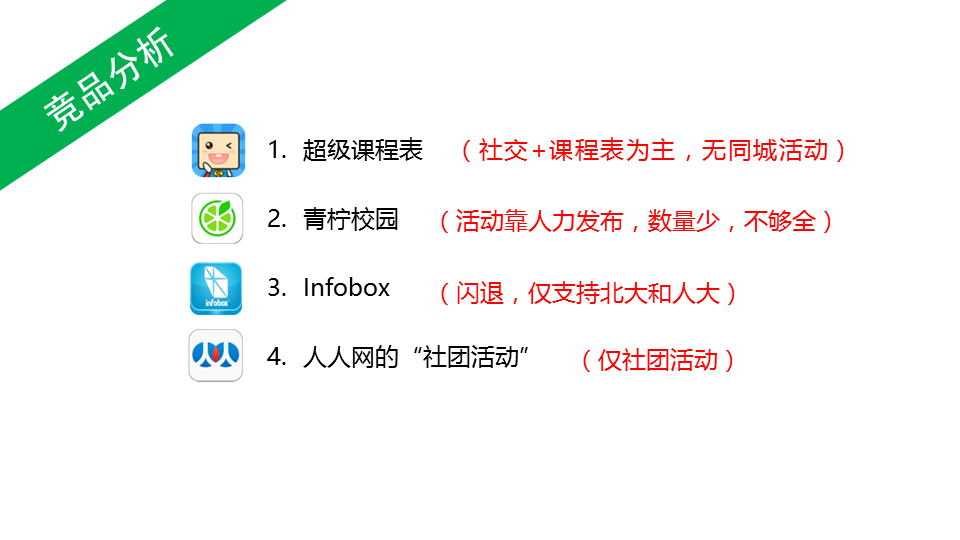 竞品分析
1. 超级课程表 （社交+课程表为主，无同城活动）
2. 青柠校园 （活动靠人力发布，数量少，不够全）
infobox
3. Infobox （闪退，仅支持北大和人大）
人人
4. 人人网的“社团活动” （仅社团活动）